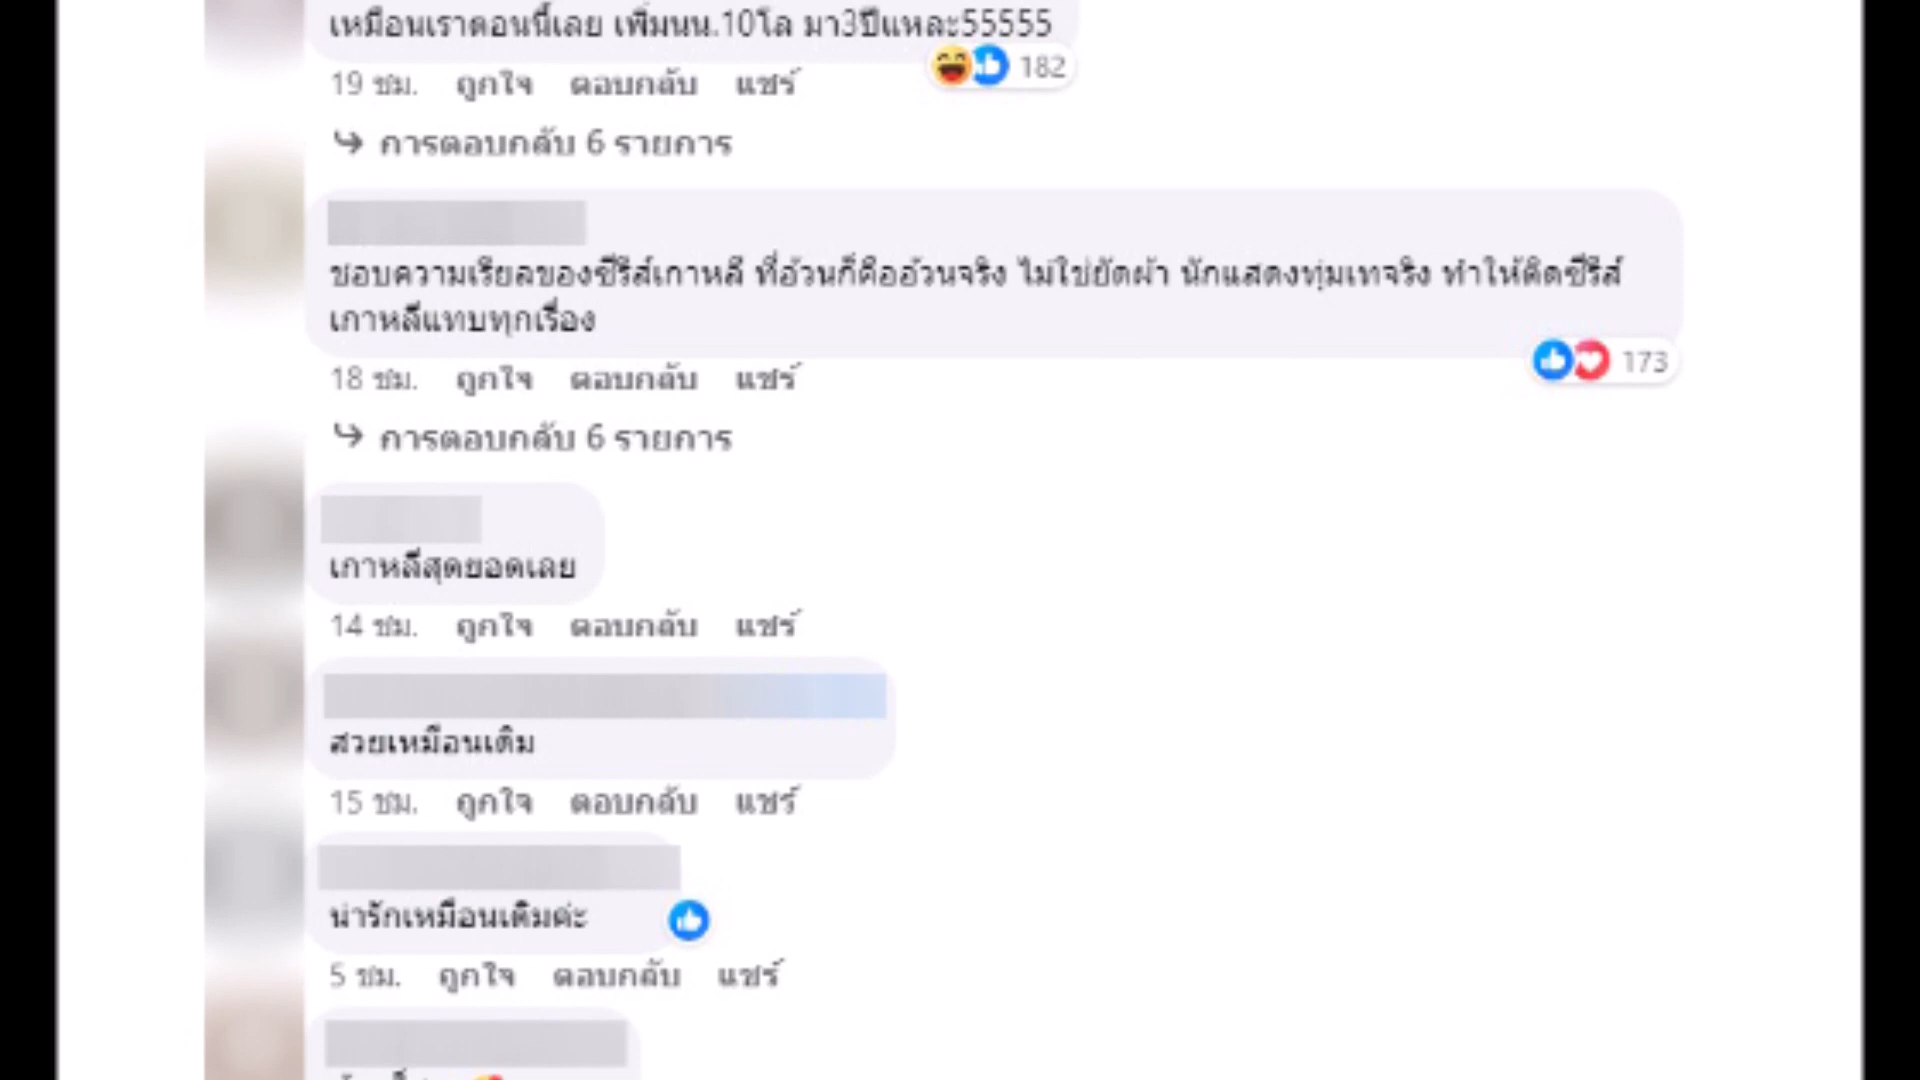 เหมือนเราตอนนี้เลย เพิ่มนน.10โล มา3ปีแหละ55555
182
19 ชม. ถูกใจ ตอบกลับ แชร์
การตอบกลับ 6 รายการ
ชอบความเรียลของซีรีส์เกาหลี ที่อ้วนก็คืออ้วนจริง ไม่ใช่ยัดผ้า นักแสดงทุ่มเทจริง ทำให้ติดซีรีส์
เกาหลีแทบทุกเรื่อง
173
18 ชม. ถูกใจ ตอบกลับ แชร์
การตอบกลับ 6 รายการ
เกาหลีสุดยอดเลย
14 ชม. ถูกใจ ตอบกลับ แชร์
สวยเหมือนเดิม
15 ชม. ถูกใจ ตอบกลับ แชร์
น่ารักเหมือนเดิมค่ะ
5 ชม. ถูกใจ ตอบกลับ แชร์